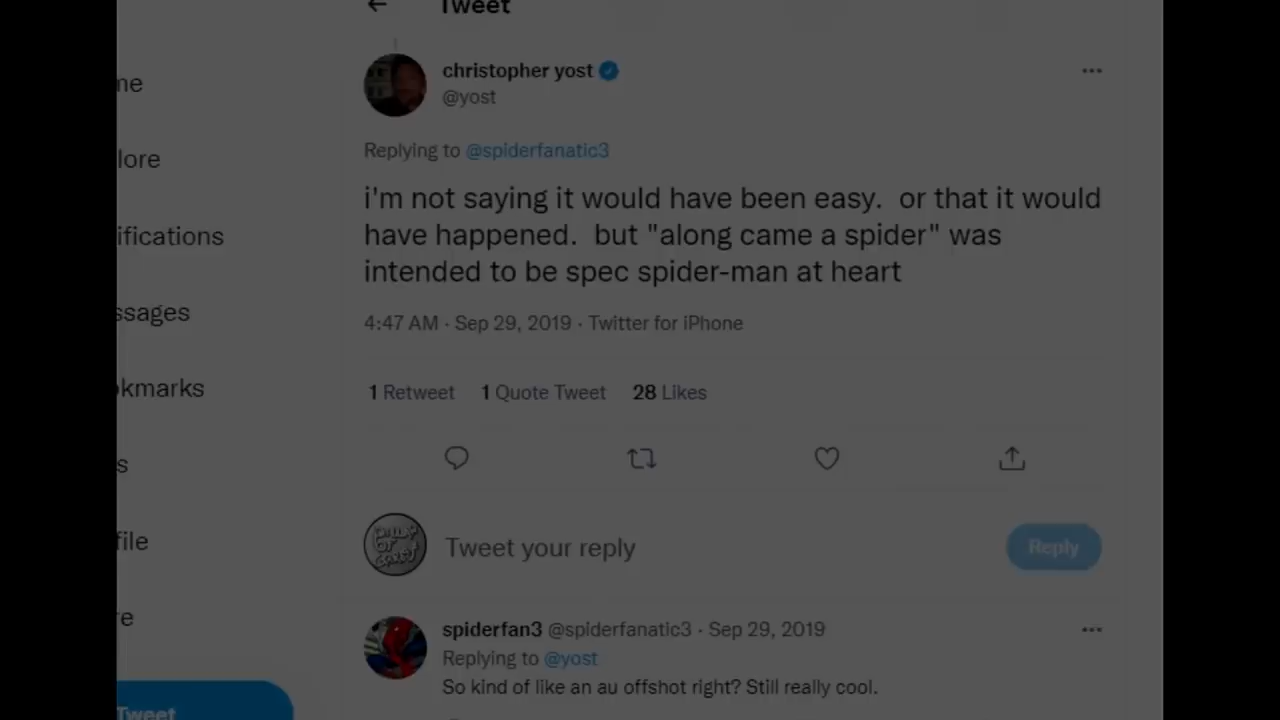 Tweet
christopher yost
@yost
Replying to @spiderfanatic3
i'm not saying it would have been easy.  or that it would
have happened.  but "along came a spider" was
intended to be spec spider-man at heart
4:47 AM · Sep 29, 2019 · Twitter for iPhone
1 Retweet 1 Quote Tweet 28 Likes
Tweet your reply
Reply
spiderfan3 @spiderfanatic3 · Sep 29, 2019
Replying to @yost
So kind of like an au offshot right? Still really cool.
me
lore
ifications
ssages
okmarks
s
file
re
Tweet